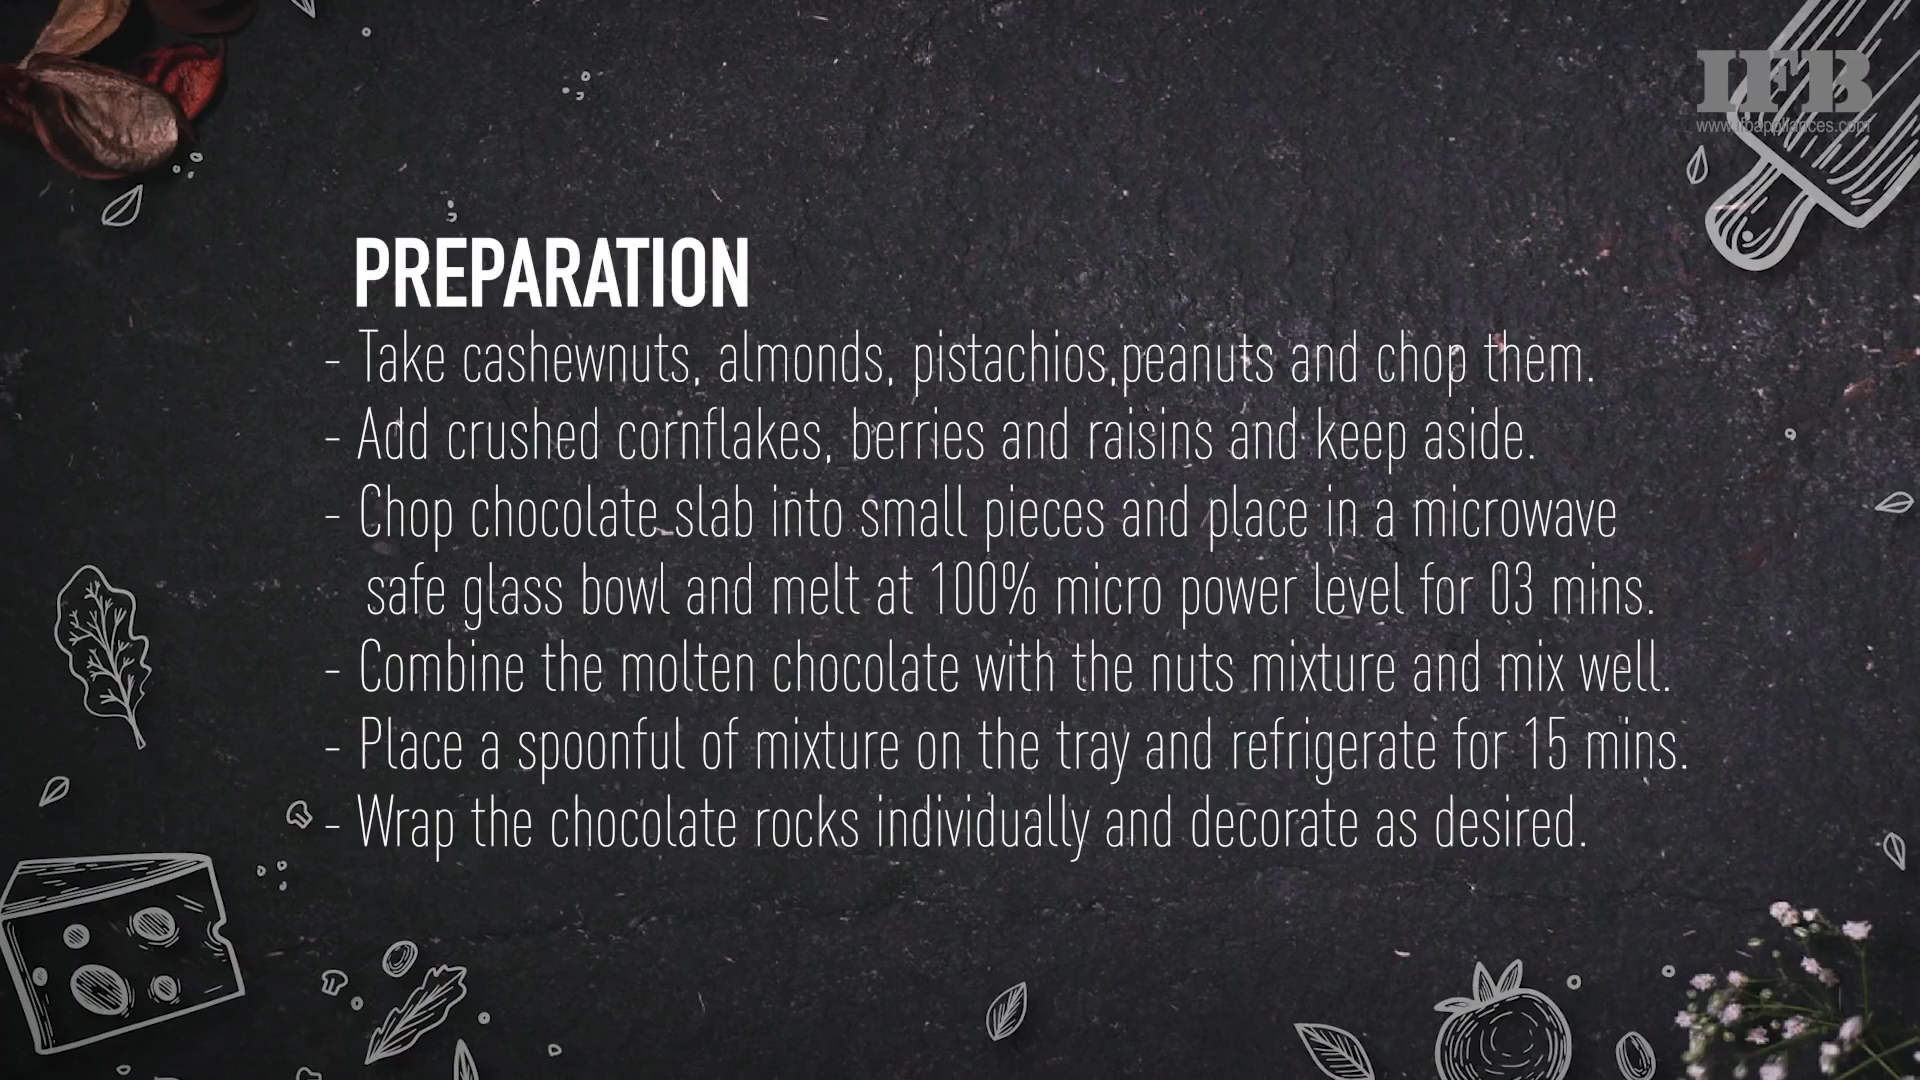 IFB
www.ifbappliances.com
PREPARATION
- Take cashewnuts, almonds, pistachios,peanuts and chop them.
- Add crushed cornflakes, berries and raisins and keep aside.
- Chop chocolate slab into small pieces and place in a microwave
safe glass bowl and melt at 100% micro power level for 03 mins.
- Combine the molten chocolate with the nuts mixture and mix well.
- Place a spoonful of mixture on the tray and refrigerate for 15 mins.
- Wrap the chocolate rocks individually and decorate as desired.